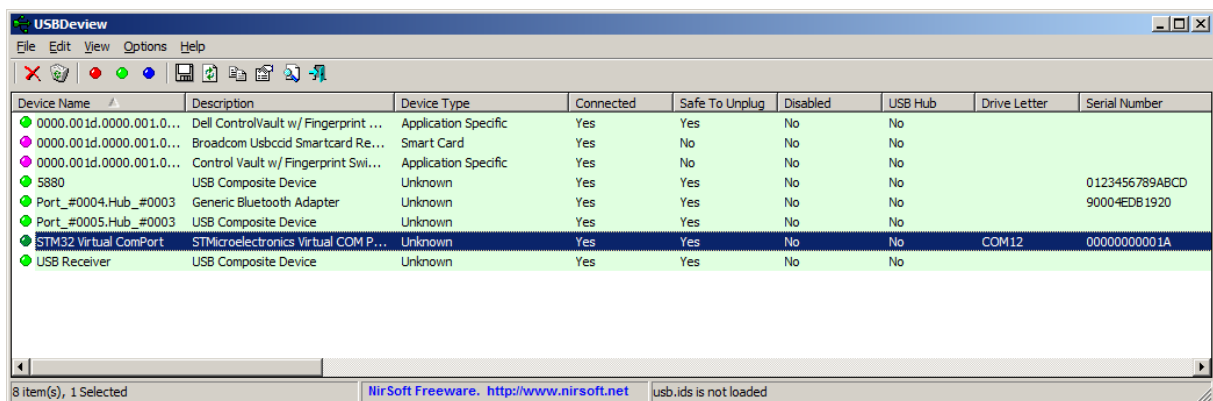 USBDeview
File Edit View Options Help
Device Name Description Device Type Connected Safe To Unplug Disabled USB Hub Drive Letter Serial Number
0000.001d.0000.001.0... Dell ControlVault w/ Fingerprint ... Application Specific Yes Yes No No
0000.001d.0000.001.0... Broadcom Usbccid Smartcard Re... Smart Card Yes No No No
0000.001d.0000.001.0... Control Vault w/ Fingerprint Swi... Application Specific Yes No No No
5880 USB Composite Device Unknown Yes Yes No No 0123456789ABCD
Port_#0004.Hub_#0003 Generic Bluetooth Adapter Unknown Yes Yes No No 90004EDB1920
Port_#0005.Hub_#0003 USB Composite Device Unknown Yes Yes No No
STM32 Virtual ComPort STMicroelectronics Virtual COM P... Unknown Yes Yes No No COM12 00000000001A
USB Receiver USB Composite Device Unknown Yes Yes No No
8 item(s), 1 Selected NirSoft Freeware. http://www.nirsoft.net usb.ids is not loaded